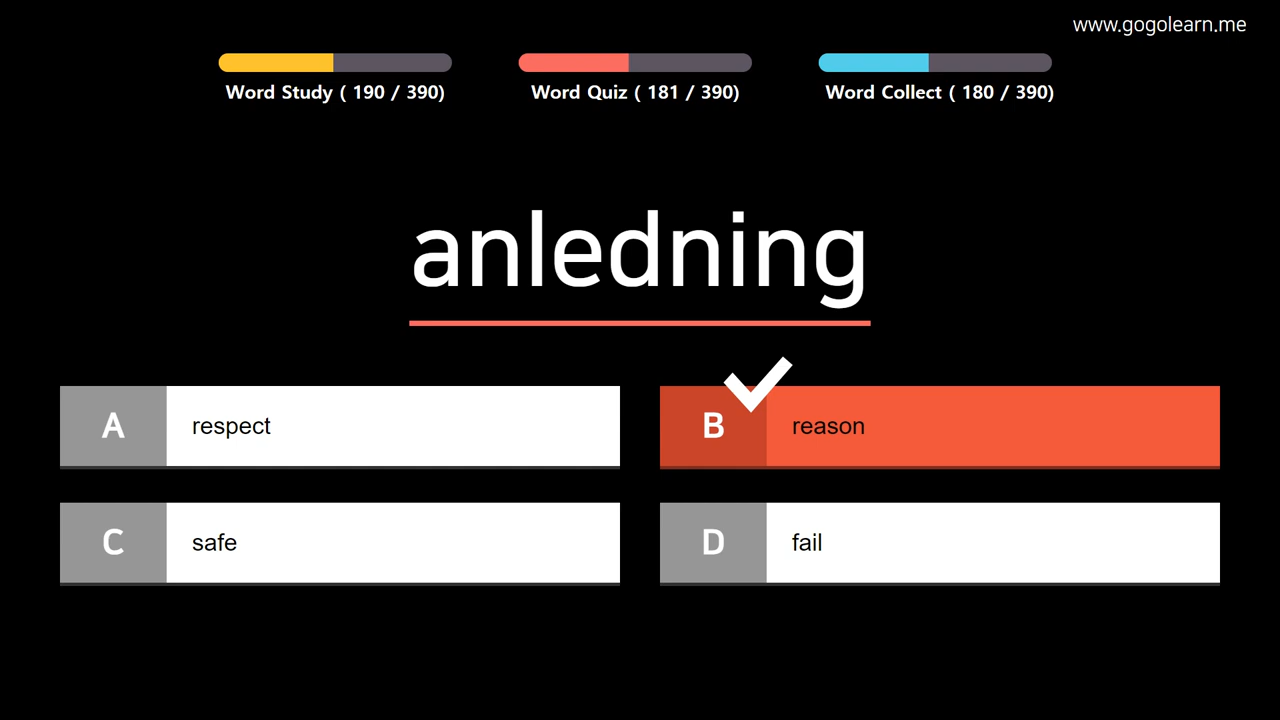 www.gogolearn.me
Word Study ( 190 / 390)
Word Quiz ( 181 / 390)
Word Collect ( 180 / 390)
anledning
A respect
B reason
C safe
D fail